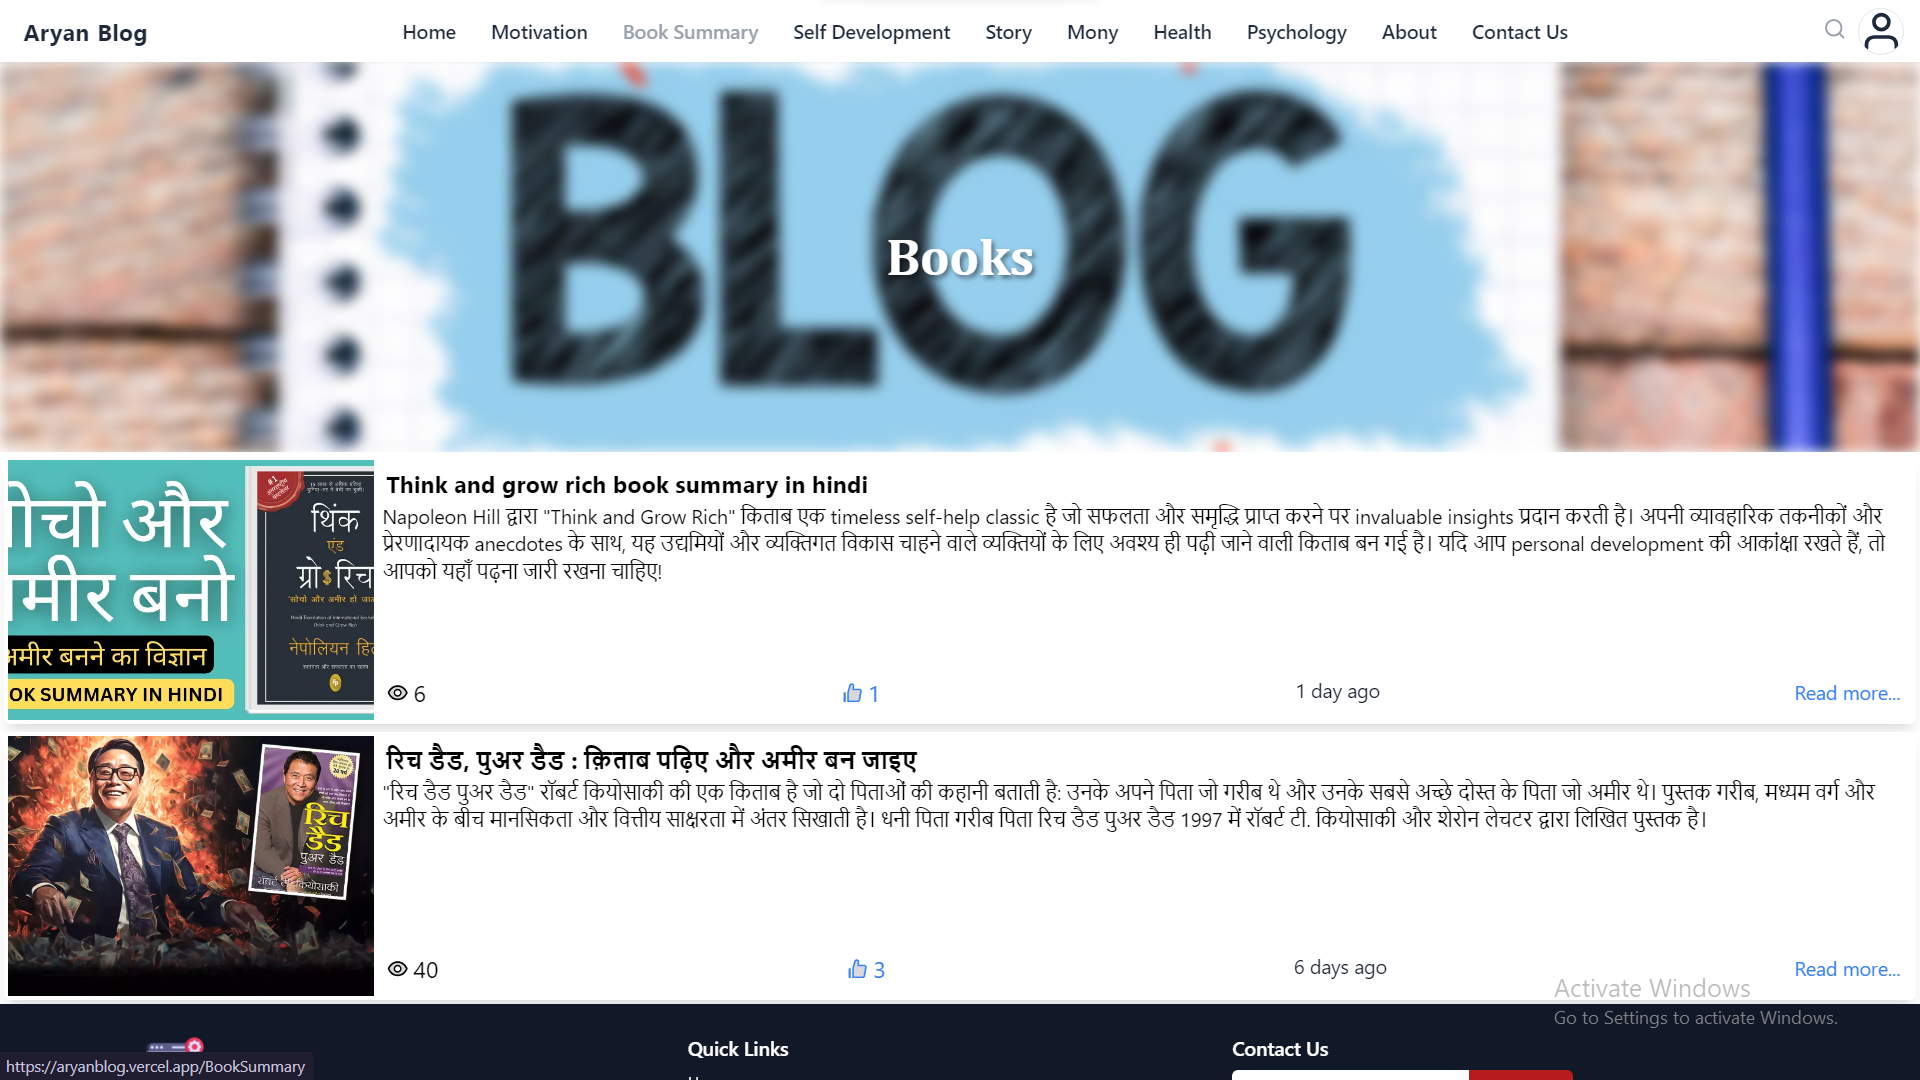 Aryan Blog
Home
Motivation
Book Summary
Self Development
Story
Mony
Health
Psychology
About
Contact Us
BLOG
Books
और
बनो
अमीर बनने का विज्ञान
OK SUMMARY IN HINDI
#1
थिंक
एंड
ग्रो $ रिच
नेपोलियन
Think and grow rich book summary in hindi
Napoleon Hill द्वारा "Think and Grow Rich" किताब एक timeless self-help classic है जो सफलता और समृद्धि प्राप्त करने पर invaluable insights प्रदान करती है। अपनी व्यावहारिक तकनीकों और
प्रेरणादायक anecdotes के साथ, यह उद्यमियों और व्यक्तिगत विकास चाहने वाले व्यक्तियों के लिए अवश्य ही पढ़ी जाने वाली किताब बन गई है। यदि आप personal development की आकांक्षा रखते हैं, तो
आपको यहाँ पढ़ना जारी रखना चाहिए!
6
1
1 day ago
Read more...
रिच
डैड
पुअर डैड
रिच डैड, पुअर डैड : क़िताब पढ़िए और अमीर बन जाइए
"रिच डैड पुअर डैड" रॉबर्ट कियोसाकी की एक किताब है जो दो पिताओं की कहानी बताती है: उनके अपने पिता जो गरीब थे और उनके सबसे अच्छे दोस्त के पिता जो अमीर थे। पुस्तक गरीब, मध्यम वर्ग और
अमीर के बीच मानसिकता और वित्तीय साक्षरता में अंतर सिखाती है। धनी पिता गरीब पिता रिच डैड पुअर डैड 1997 में रॉबर्ट टी. कियोसाकी और शेरोन लेचटर द्वारा लिखित पुस्तक है।
40
3
6 days ago
Read more...
Activate Windows
Go to Settings to activate Windows.
Quick Links
Contact Us
https://aryanblog.vercel.app/BookSummary